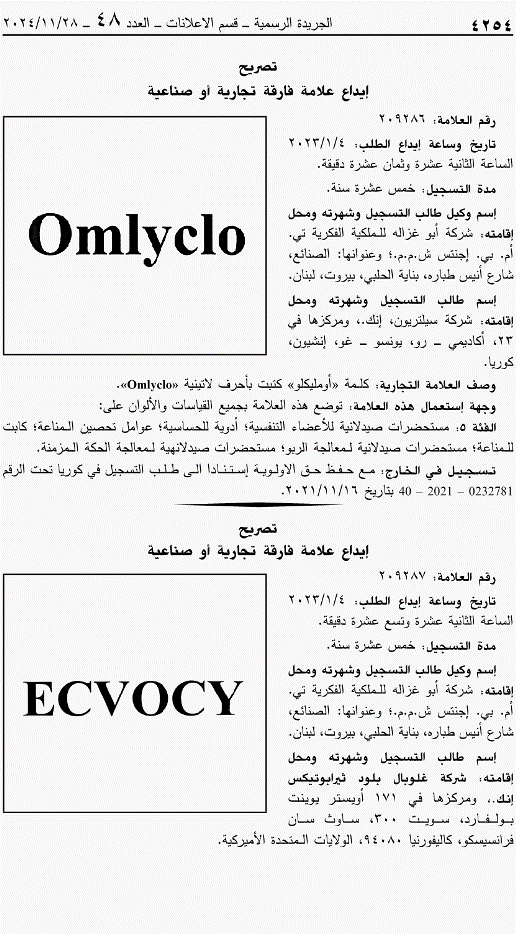 ٤٢٥٤ الجريدة الرسمية ــ قسم الاعلانات ــ العدد ٤٨ ــ ٢٠٢٤/١١/٢٨
تصريح
إيداع علامة فارقة تجارية أو صناعية
رقم العلامة: ٢٠٩٢٨٦
تاريخ وساعة إيداع الطلب: ٢٠٢٣/١/٤
الساعة الثانية عشرة وثمان عشرة دقيقة.
مدة التسجيل: خمس عشرة سنة.
إسم وكيل طالب التسجيل وشهرته ومحل
إقامته: شركة أبو غزاله للملكية الفكرية تي.
أم. بي. إجنتس ش.م.م.؛ وعنوانها: الصنائع،
شارع أنيس طباره، بناية الحلبي، بيروت، لبنان.
إسم طالب التسجيل وشهرته ومحل
إقامته: شركة سيلتريون، إنك.، ومركزها في
٢٣، أكاديمي ــ رو، يونسو ــ غو، إنشيون،
كوريا.
Omlyclo
وصف العلامة التجارية: كلمة «أومليكلو» كتبت بأحرف لاتينية «Omlyclo».
وجهة إستعمال هذه العلامة: توضع هذه العلامة بجميع القياسات والألوان على:
الفئة ٥: مستحضرات صيدلانية للأعضاء التنفسية؛ أدوية للحساسية؛ عوامل تحصين المناعة؛ كابت
للمناعة؛ مستحضرات صيدلانية لمعالجة الربو؛ مستحضرات صيدلانهية لمعالجة الحكة المزمنة.
تسجيل في الخارج: مع حفظ حق الاولوية إستنادا الى طلب التسجيل في كوريا تحت الرقم
40 – 2021 – 0232781 بتاريخ ٢٠٢١/١١/١٦.
تصريح
إيداع علامة فارقة تجارية أو صناعية
رقم العلامة: ٢٠٩٢٨٧
تاريخ وساعة إيداع الطلب: ٢٠٢٣/١/٤
الساعة الثانية عشرة وتسع عشرة دقيقة.
مدة التسجيل: خمس عشرة سنة.
إسم وكيل طالب التسجيل وشهرته ومحل
إقامته: شركة أبو غزاله للملكية الفكرية تي.
أم. بي. إجنتس ش.م.م.؛ وعنوانها: الصنائع،
شارع أنيس طباره، بناية الحلبي، بيروت، لبنان.
إسم طالب التسجيل وشهرته ومحل
إقامته: شركة غلوبال بلود ثيرابوتيكس
إنك.، ومركزها في ١٧١ أويستر بوينت
بولفارد، سويت ٣٠٠، ساوث سان
فرانسيسكو، كاليفورنيا ٩٤٠٨٠، الولايات المتحدة الأميركية.
ECVOCY